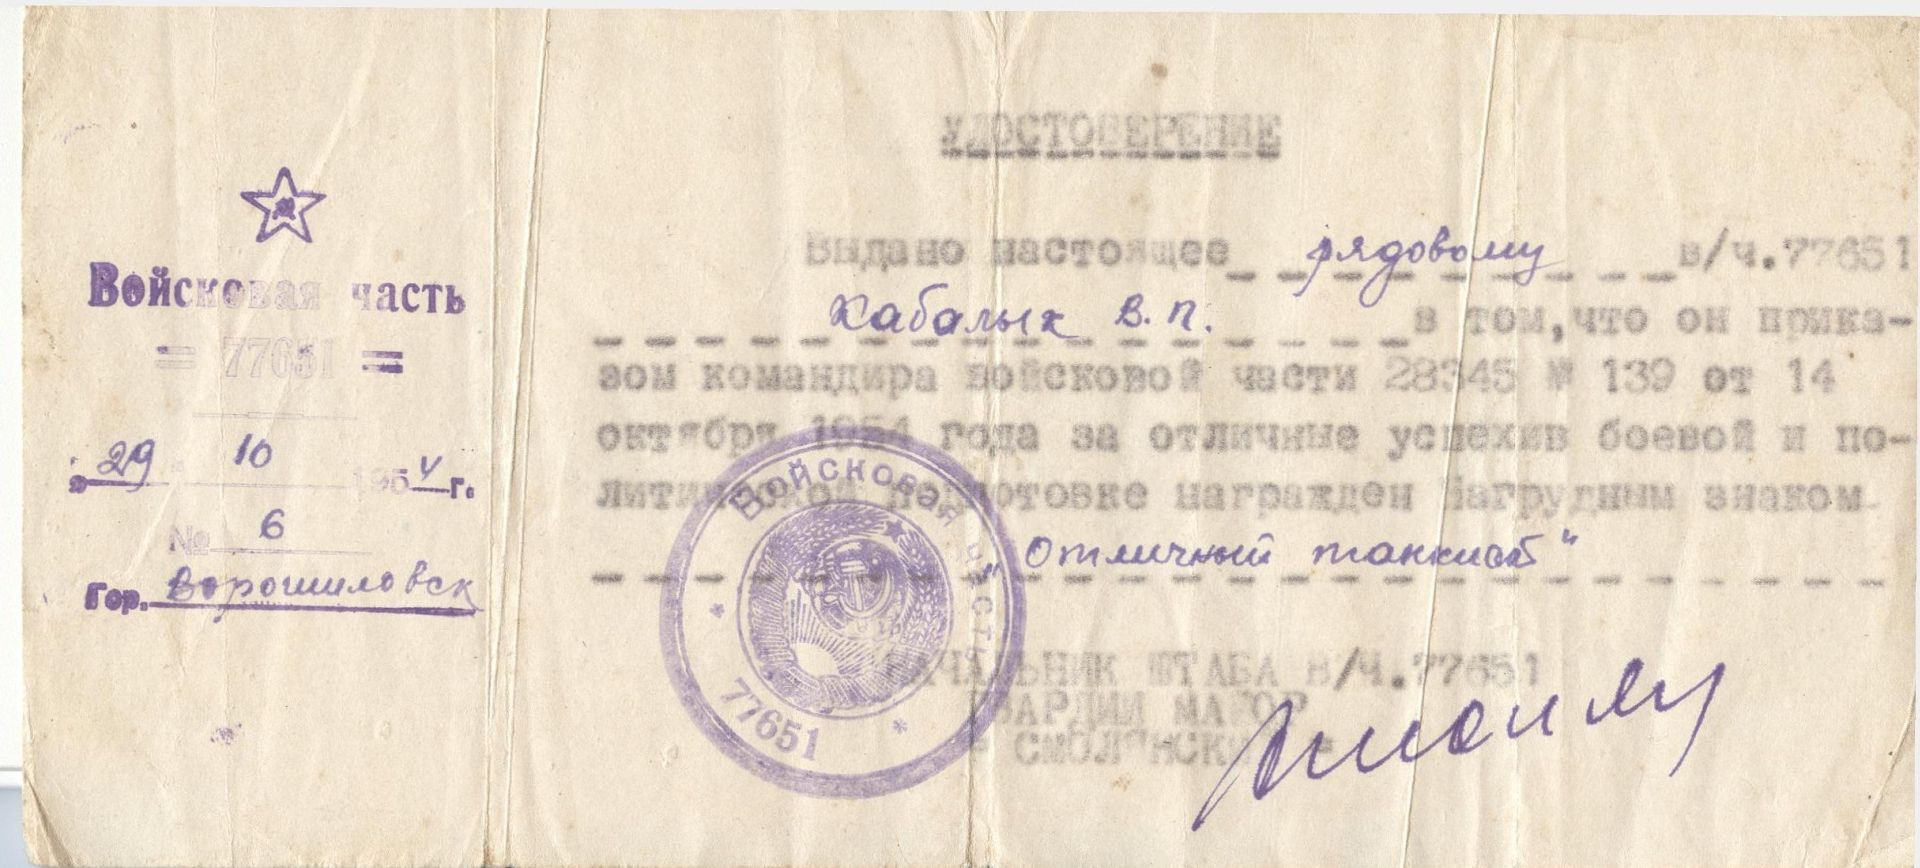 Войсковая часть
= 77651 =
"29" 10 1954 г.
№ 6
Гор. Ворошиловск
УДОСТОВЕРЕНИЕ
Выдано настоящее рядовому в/ч.77651
Кабалык В.П. в том, что он прика-
зом командира войсковой части 28345 № 139 от 14
октября 1954 года за отличные успехив боевой и по-
литической подготовке награжден нагрудным знаком
"Отличный танкист"
НАЧАЛЬНИК ШТАБА В/Ч.77651
ГВАРДИИ МАЙОР
= СМОЛЯНСКИЙ =
Войсковая часть
* 77651 *